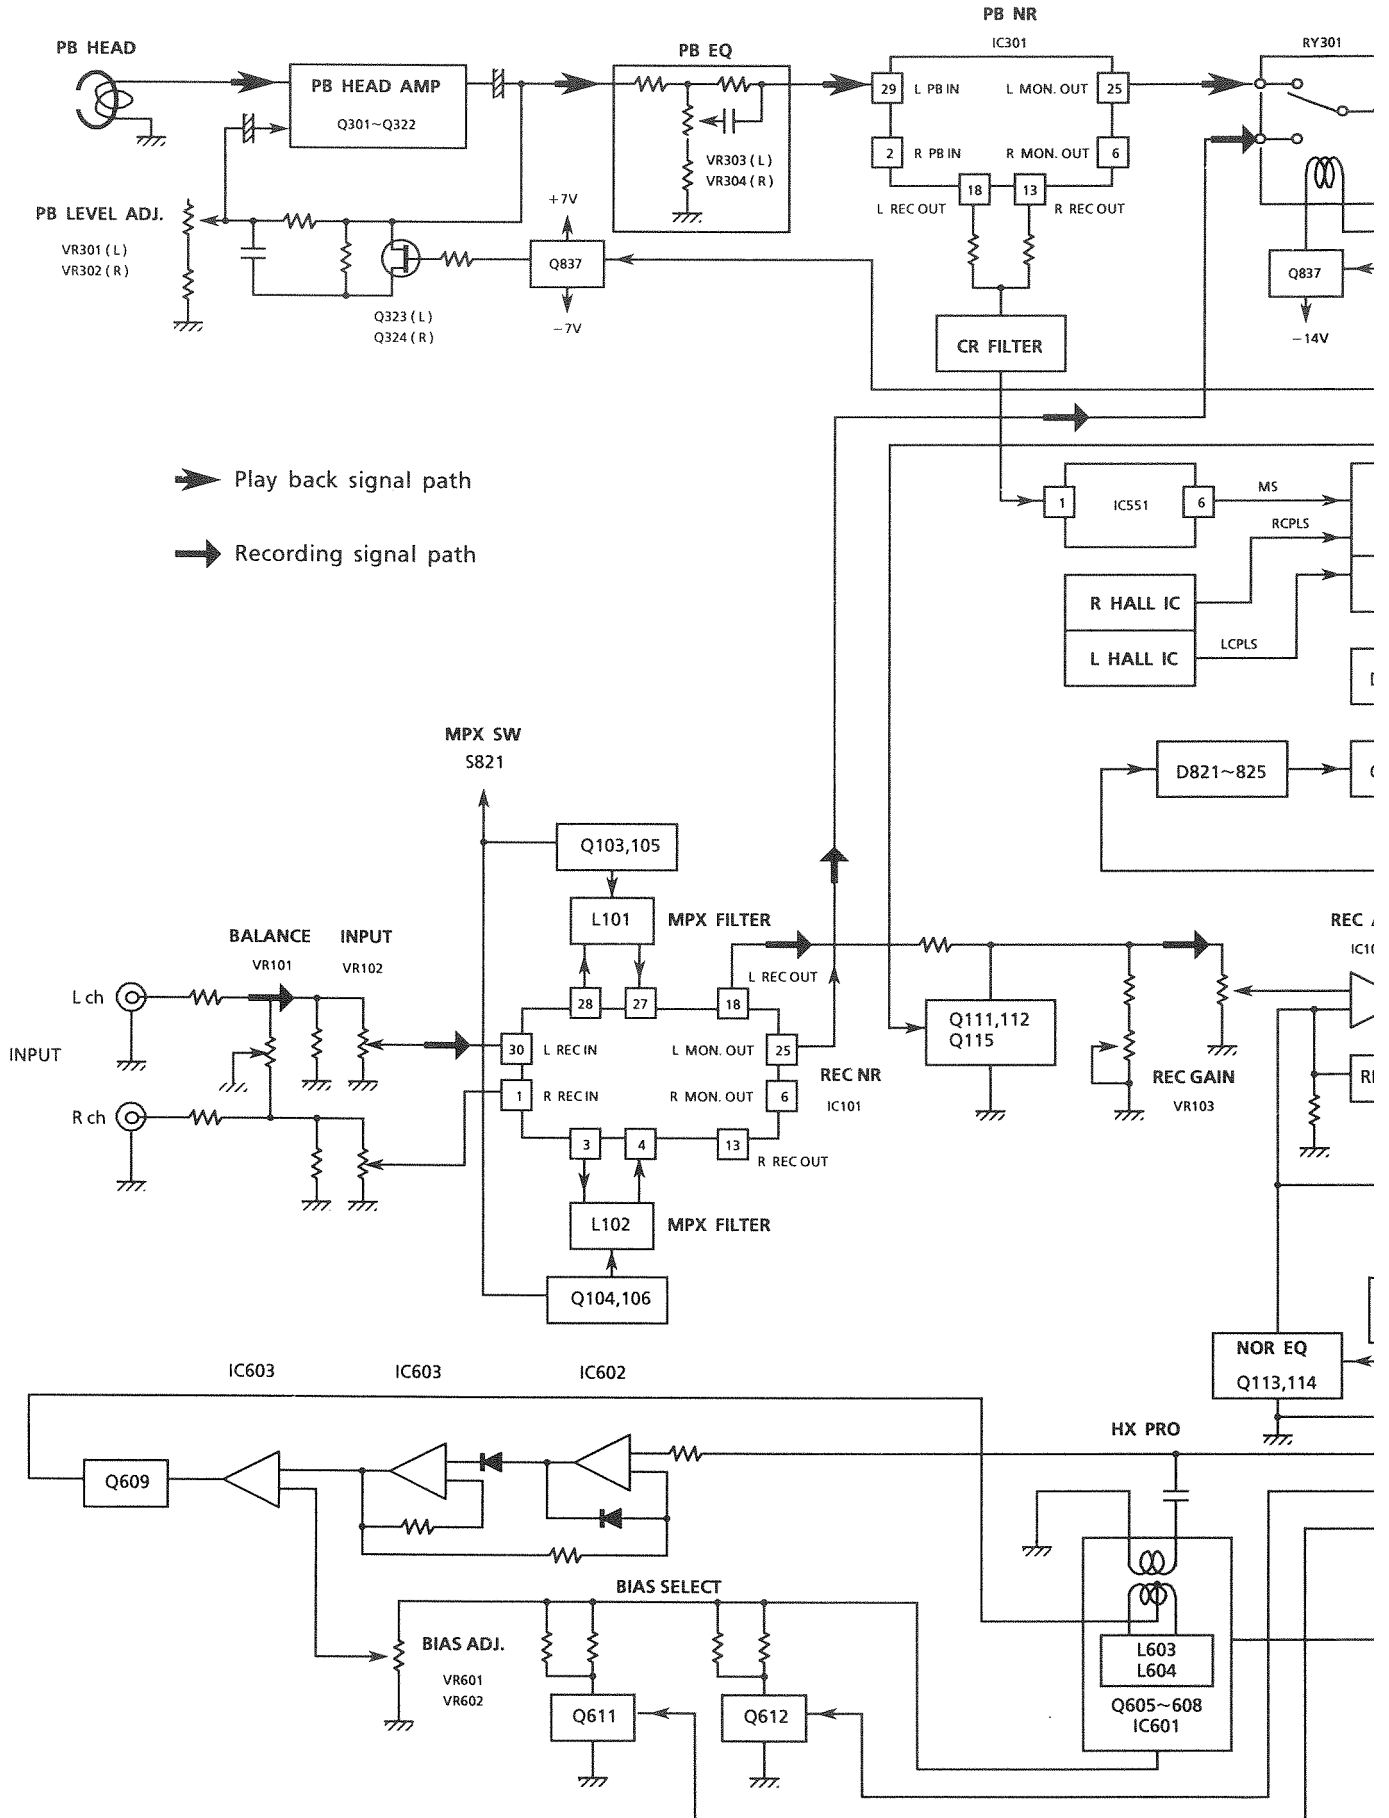 PB NR
IC301
RY301
PB HEAD
PB EQ
PB HEAD AMP
Q301~Q322
29
L PB IN
L MON. OUT
25
2
R PB IN
R MON. OUT
6
18
13
L REC OUT
R REC OUT
VR303 ( L )
VR304 ( R )
PB LEVEL ADJ.
VR301 ( L )
VR302 ( R )
+7V
Q837
−7V
Q323 ( L )
Q324 ( R )
Q837
−14V
CR FILTER
Play back signal path
Recording signal path
1
IC551
6
MS
RCPLS
R HALL IC
L HALL IC
LCPLS
MPX SW
S821
D821~825
Q103,105
L101
MPX FILTER
BALANCE
VR101
INPUT
VR102
L ch
INPUT
R ch
28
27
18
L REC OUT
30
L REC IN
L MON. OUT
25
1
R REC IN
R MON. OUT
6
REC NR
IC101
3
4
13
R REC OUT
L102
MPX FILTER
Q104,106
Q111,112
Q115
REC GAIN
VR103
REC
NOR EQ
Q113,114
IC603
IC603
IC602
HX PRO
Q609
BIAS SELECT
BIAS ADJ.
VR601
VR602
Q611
Q612
L603
L604
Q605~608
IC601